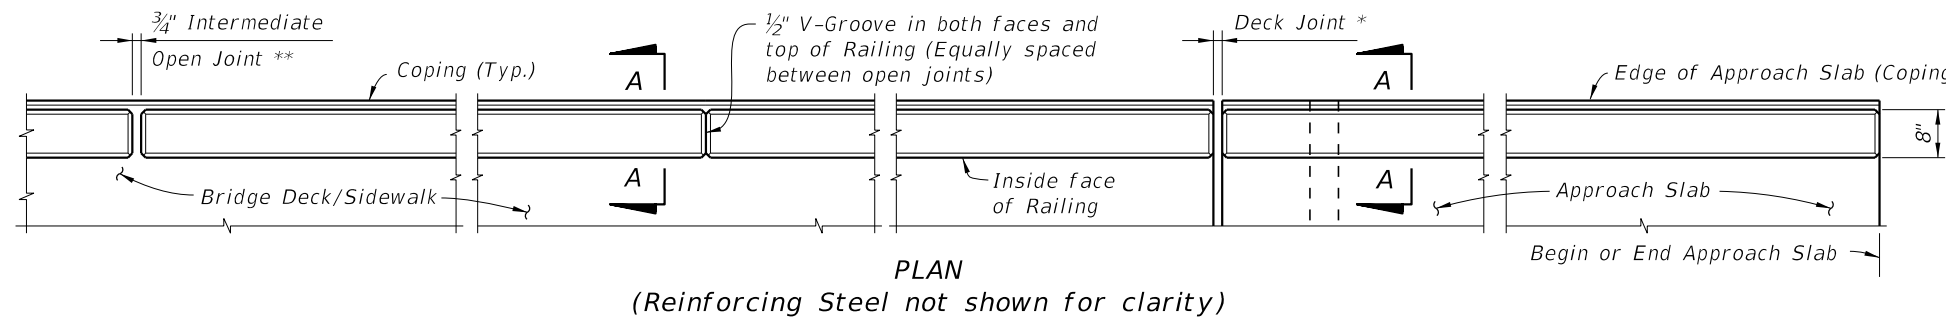 ¾" Intermediate
Open Joint **
Coping (Typ.)
A
½" V-Groove in both faces and
top of Railing (Equally spaced
between open joints)
Deck Joint *
A
Edge of Approach Slab (Coping
8"
Bridge Deck/Sidewalk
A
Inside face
of Railing
A
Approach Slab
Begin or End Approach Slab
PLAN
(Reinforcing Steel not shown for clarity)